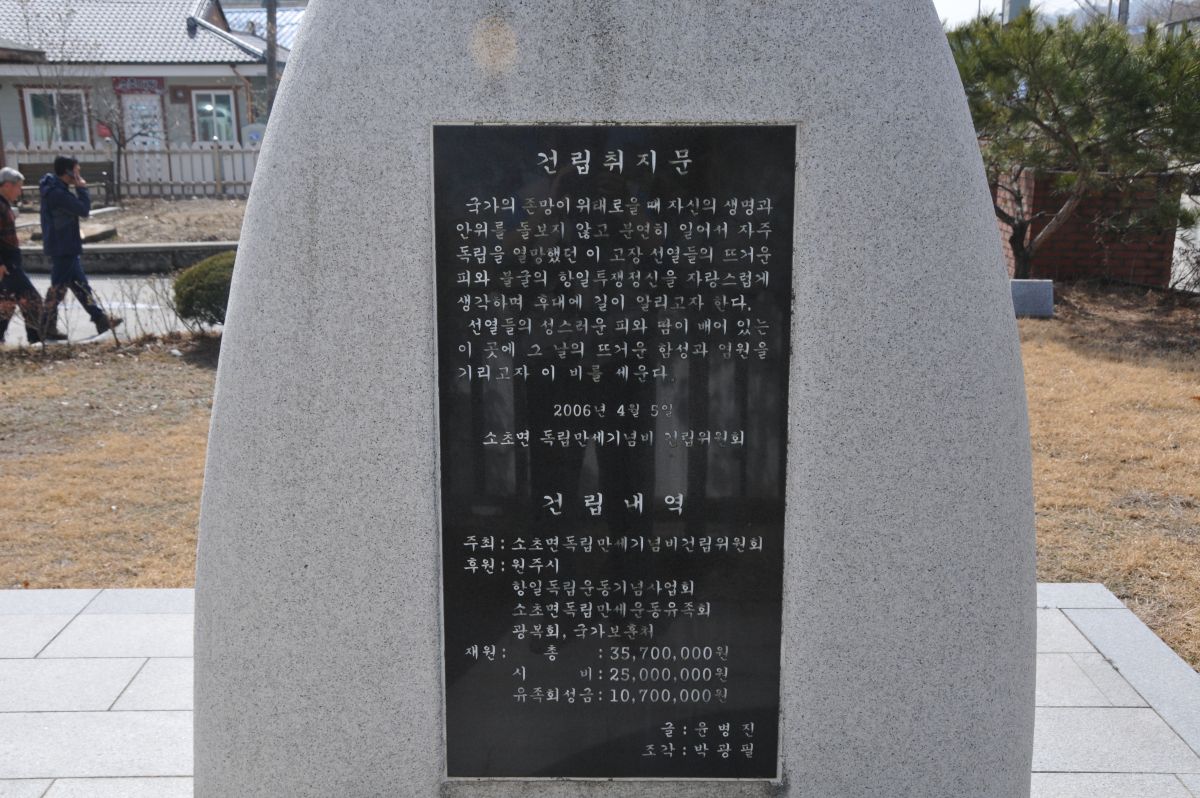 건립취지문
국가의 존망이 위태로울 때 자신의 생명과
안위를 돌보지 않고 분연히 일어서 자주
독립을 열망했던 이 고장 선열들의 뜨거운
피와 불굴의 항일투쟁정신을 자랑스럽게
생각하며 후대에 길이 알리고자 한다.
선열들의 성스러운 피와 땀이 배어 있는
이 곳에 그 날의 뜨거운 함성과 염원을
기리고자 이 비를 세운다.
2006년 4월 5일
소초면 독립만세기념비 건립위원회
건립내역
주최:소초면독립만세기념비건립위원회
후원:원주시
항일독립운동기념사업회
소초면독립만세운동유족회
광복회, 국가보훈처
재원: 총 :35,700,000원
시 비:25,000,000원
유족회성금:10,700,000원
글:윤병진
조각:박광필